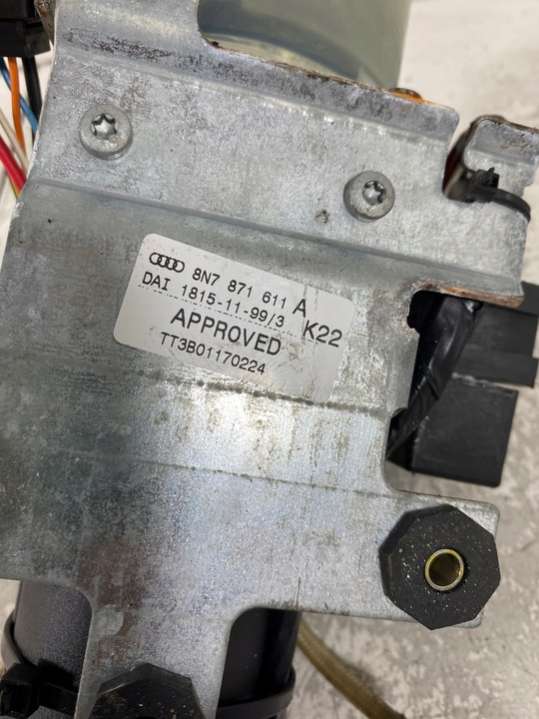 8N7 871 611 A
DAI 1815-11-99/3 K22
APPROVED
TT3B01170224